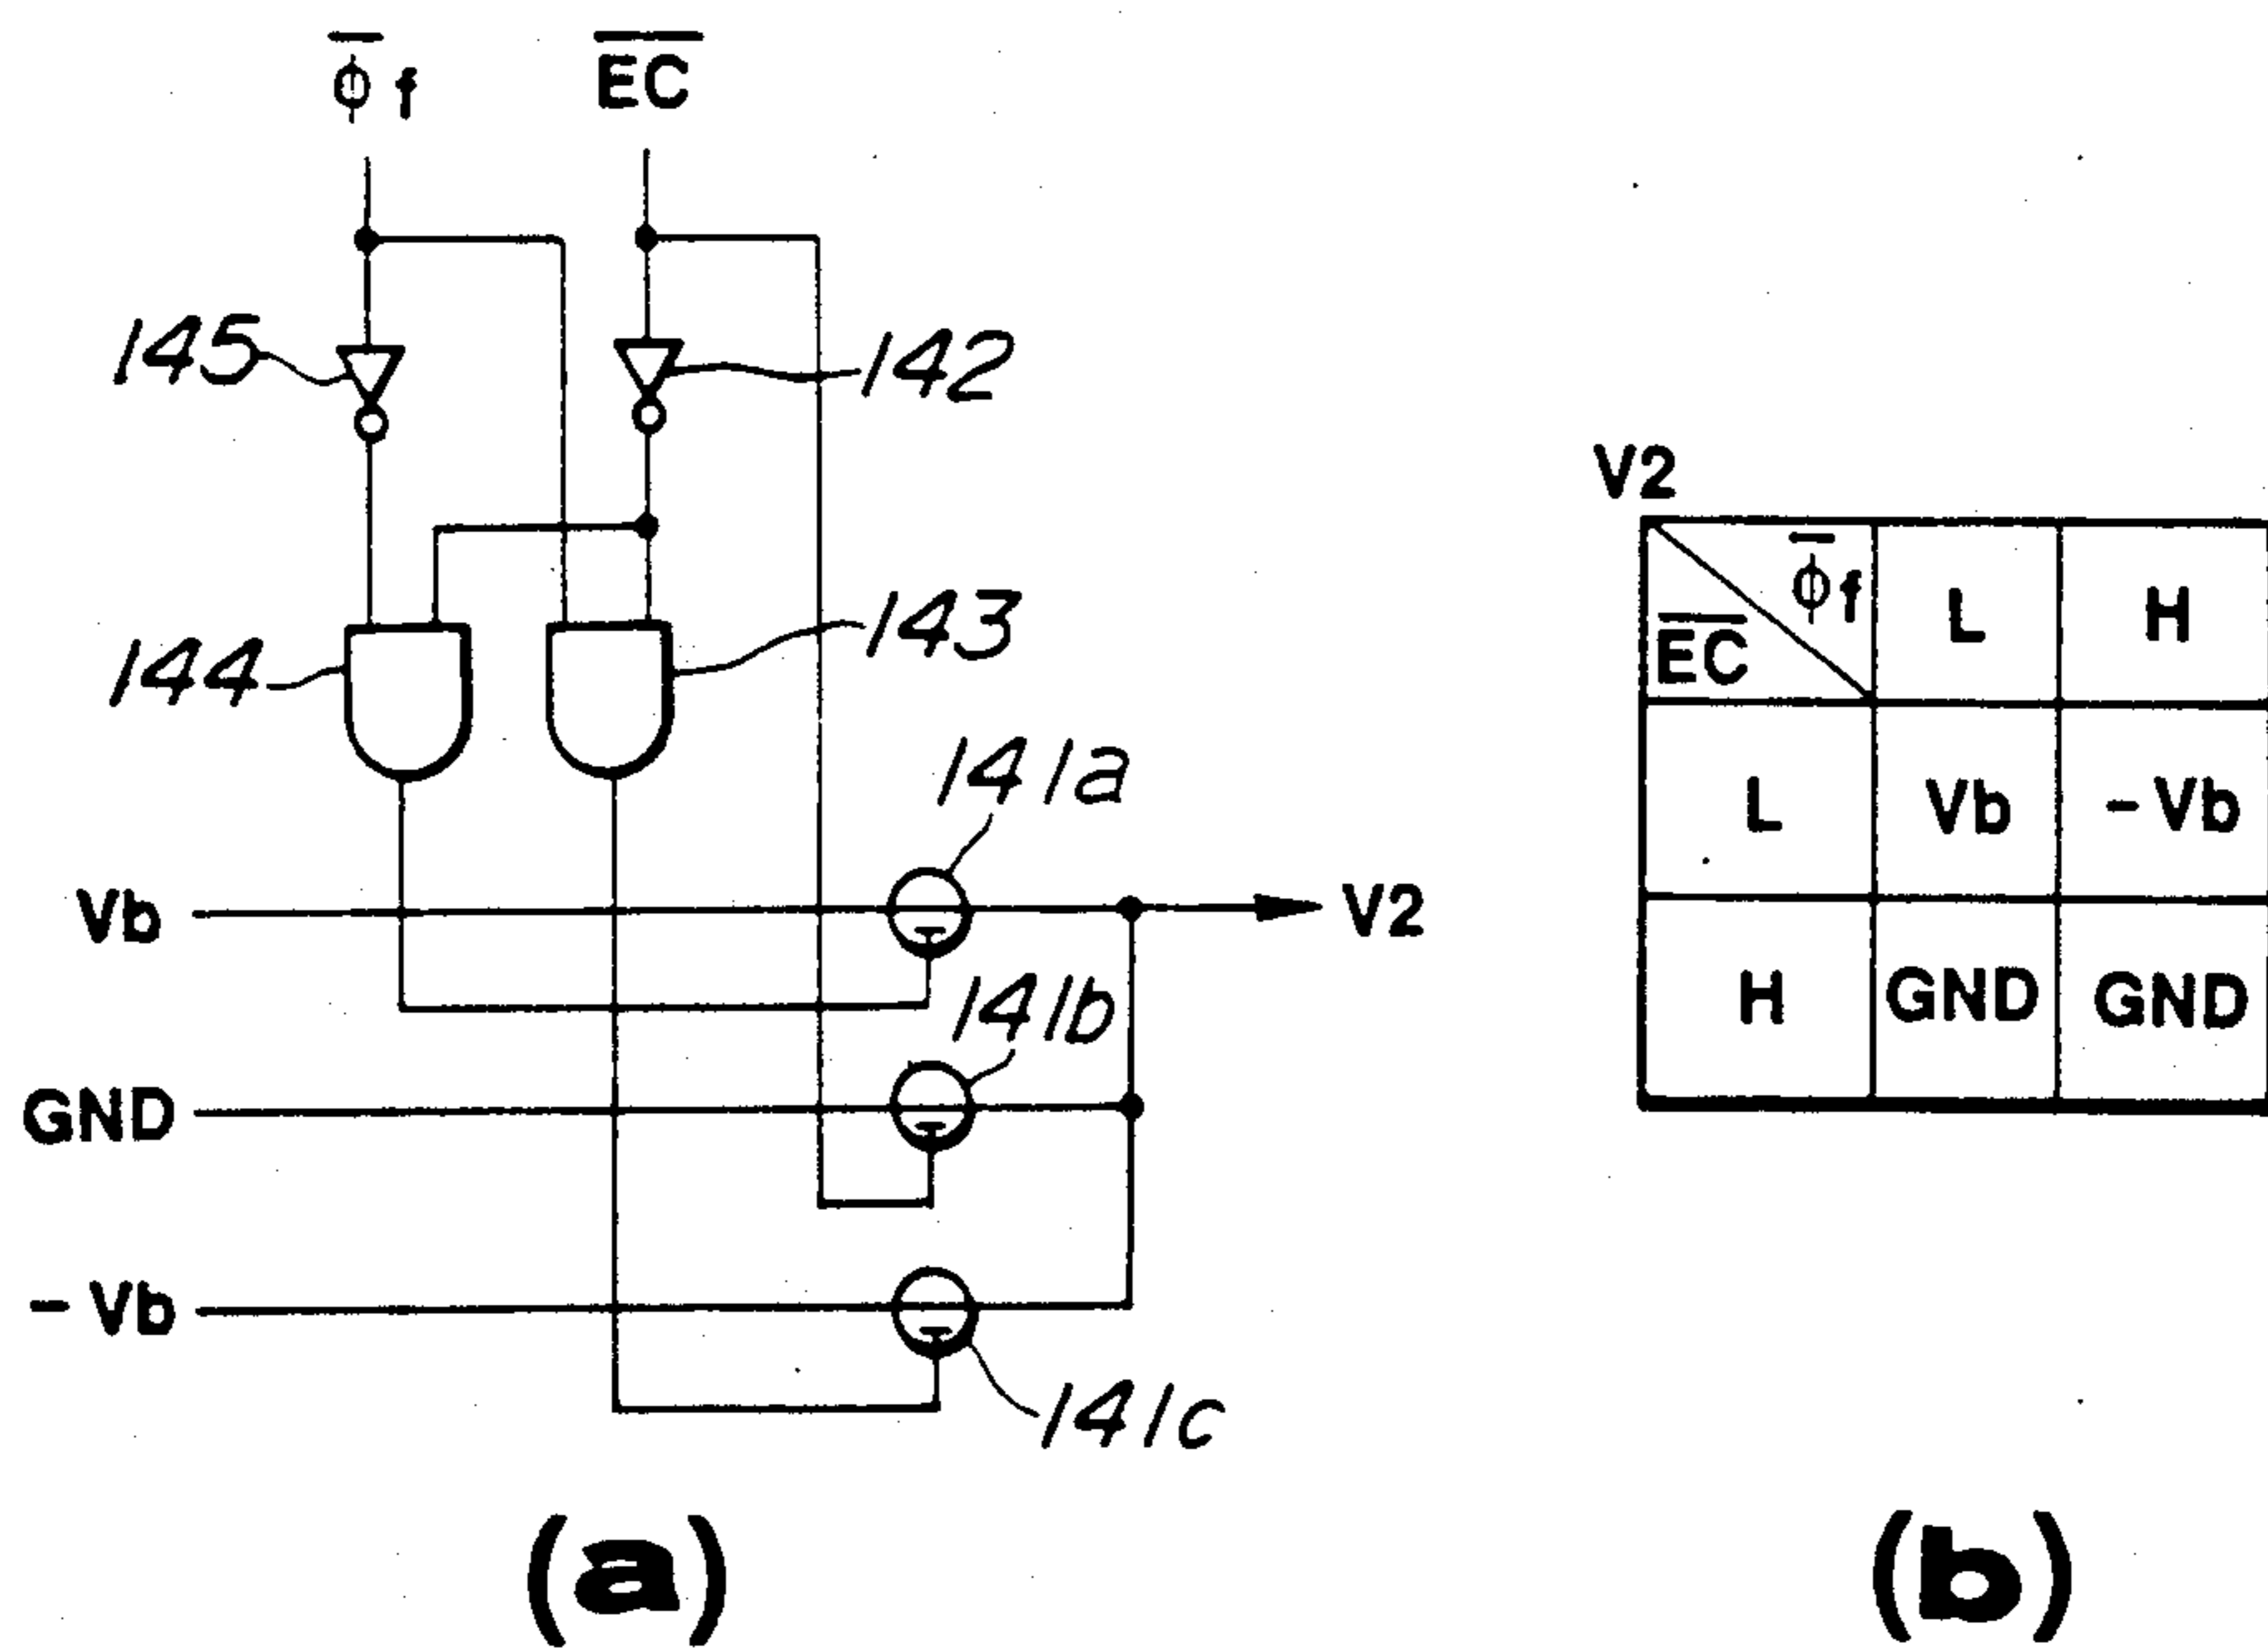 φ̅f E̅C̅
145
142
144
143
141a
Vb
V2
141b
GND
-Vb
141c
(a)
V2
φ̅f L H
E̅C̅
L Vb -Vb
H GND GND
(b)